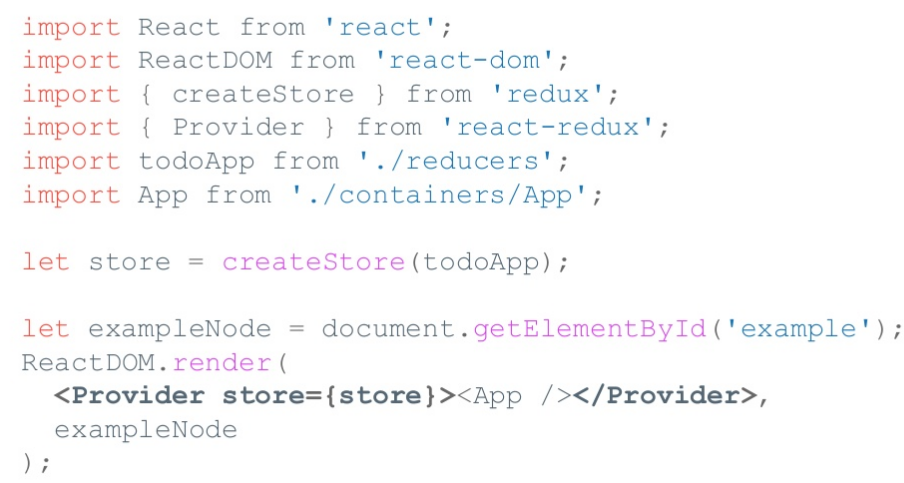 import React from 'react';
import ReactDOM from 'react-dom';
import { createStore } from 'redux';
import { Provider } from 'react-redux';
import todoApp from './reducers';
import App from './containers/App';

let store = createStore(todoApp);

let exampleNode = document.getElementById('example');
ReactDOM.render(
  <Provider store={store}><App /></Provider>,
  exampleNode
);